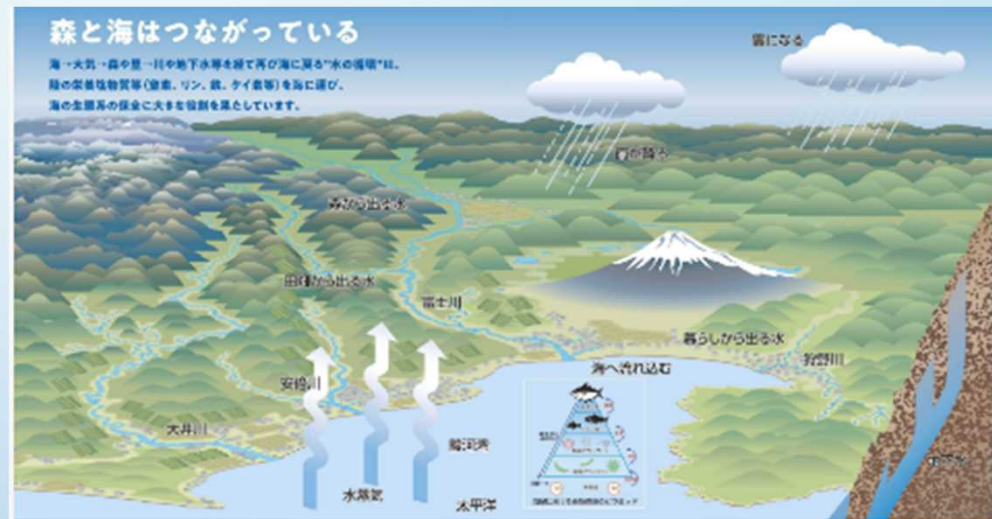 森と海はつながっている
海→大気→森や里→川や地下水等を経て再び海に戻る"水の循環"は、
陸の栄養塩物質等(窒素、リン、鉄、ケイ素等)を海に運び、
海の生態系の保全に大きな役割を果たしています。
雲になる
雨が降る
森から出る水
田畑から出る水
富士川
暮らしから出る水
狩野川
海へ流れ込む
安倍川
大井川
駿河湾
水蒸気
太平洋